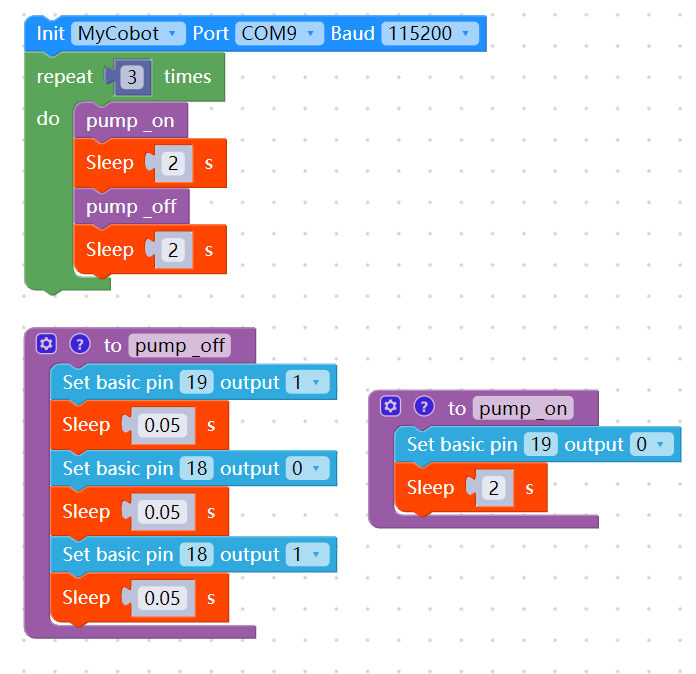 Init MyCobot Port COM9 Baud 115200
repeat 3 times
do
pump _on
Sleep 2 s
pump _off
Sleep 2 s
? to pump _off
Set basic pin 19 output 1
Sleep 0.05 s
Set basic pin 18 output 0
Sleep 0.05 s
Set basic pin 18 output 1
Sleep 0.05 s
? to pump _on
Set basic pin 19 output 0
Sleep 2 s